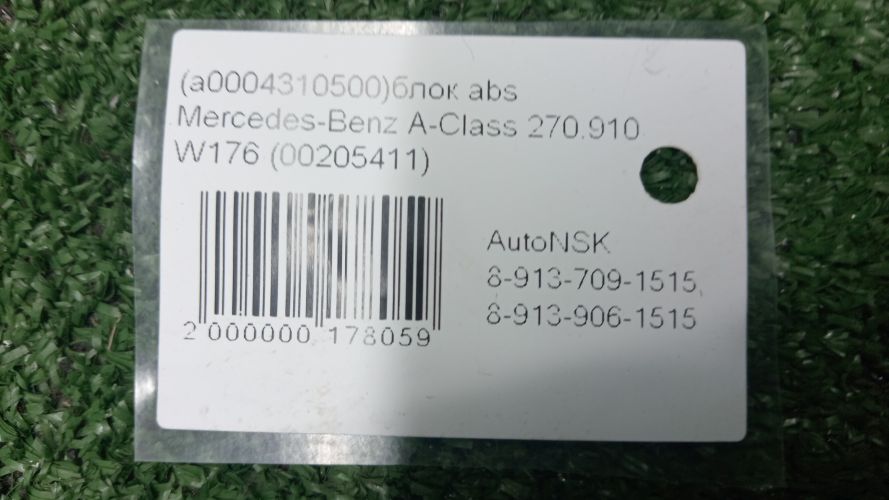 (a0004310500)блок abs
Mercedes-Benz A-Class 270.910
W176 (00205411)
AutoNSK
8-913-709-1515,
8-913-906-1515
2 000000 178059